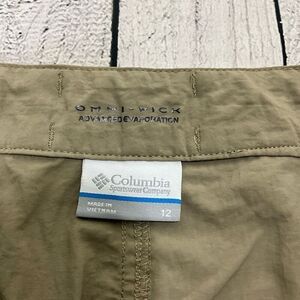 OMNI-WICK
ADVANCED EVAPORATION
Columbia
Sportswear Company
MADE IN
VIETNAM
12